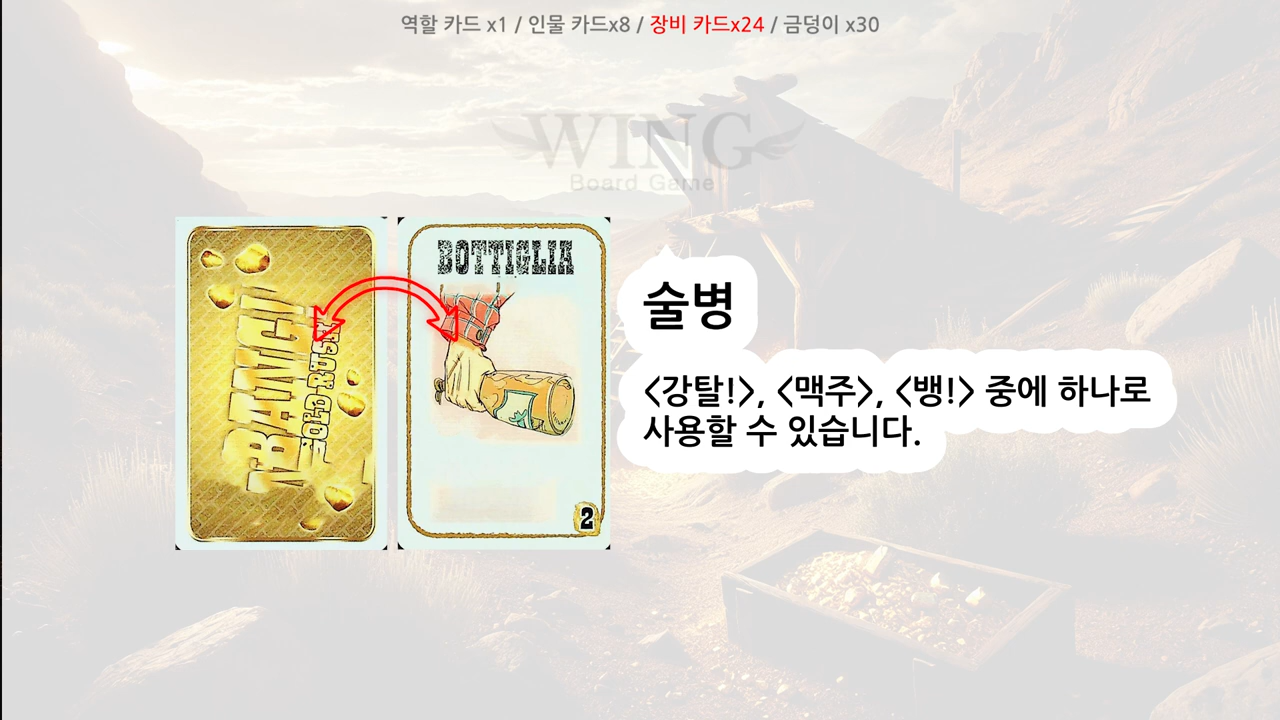 역할 카드 x1 / 인물 카드x8 / 장비 카드x24 / 금덩이 x30
WING
Board Game
BANG!
GOLD RUSH
BOTTIGLIA
2
술병
<강탈!>, <맥주>, <뱅!> 중에 하나로
사용할 수 있습니다.